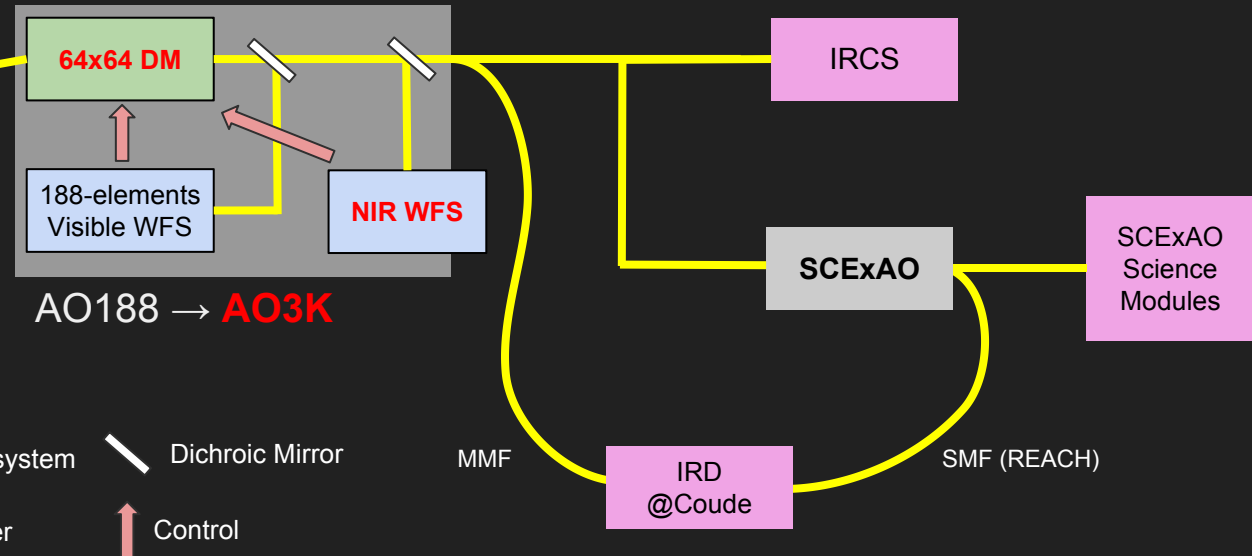 64x64 DM
IRCS
188-elements
Visible WFS
NIR WFS
SCExAO
SCExAO
Science
Modules
AO188 → AO3K
system
Dichroic Mirror
MMF
IRD
@Coude
SMF (REACH)
Control